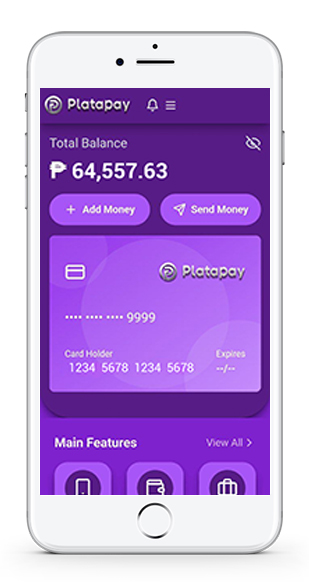 Platapay
Total Balance
₱ 64,557.63
+ Add Money
Send Money
Platapay
•••• •••• •••• 9999
Card Holder
Expires
1234 5678 1234 5678
--/--
Main Features
View All >